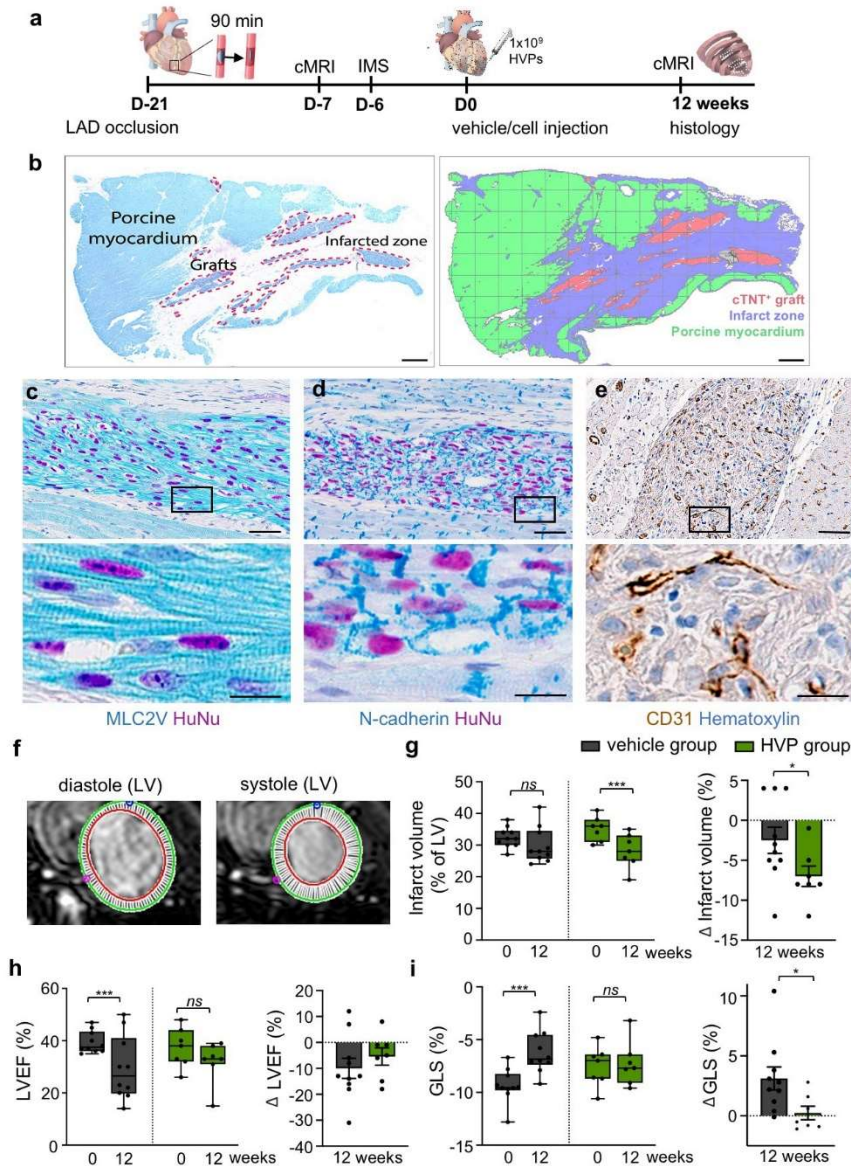 a
90 min
1x10⁹
HVPs
cMRI
IMS
cMRI
D-21
D-7
D-6
D0
12 weeks
LAD occlusion
vehicle/cell injection
histology
b
Porcine
myocardium
Grafts
Infarcted zone
cTNT⁺ graft
Infarct zone
Porcine myocardium
c
d
e
MLC2V HuNu
N-cadherin HuNu
CD31 Hematoxylin
f
diastole (LV)
systole (LV)
g
vehicle group
HVP group
Infarct volume
(% of LV)
50
40
30
20
10
0
ns
***
0
12
0
12
weeks
Δ Infarct volume (%)
5
0
-5
-10
-15
*
12 weeks
h
LVEF (%)
60
40
20
0
***
ns
0
12
0
12
weeks
Δ LVEF (%)
20
10
0
-10
-20
-30
-40
12 weeks
i
GLS (%)
0
-5
-10
-15
***
ns
0
12
0
12
weeks
ΔGLS (%)
10
5
0
*
12 weeks